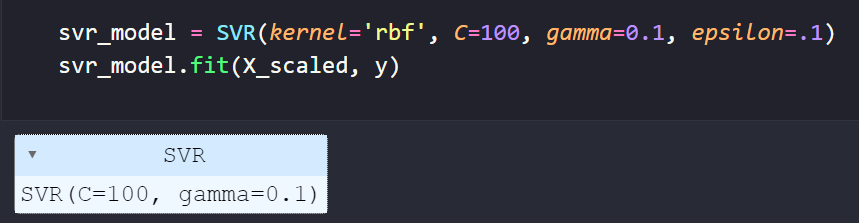 svr_model = SVR(kernel='rbf', C=100, gamma=0.1, epsilon=.1)
svr_model.fit(X_scaled, y)
▾ SVR
SVR(C=100, gamma=0.1)